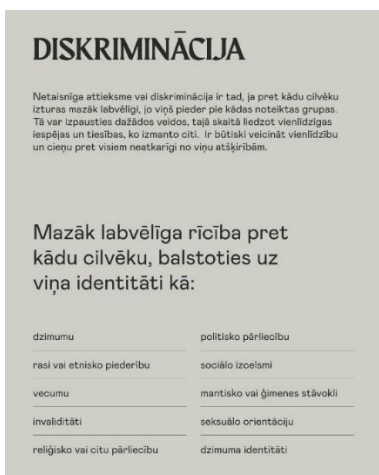 DISKRIMINĀCIJA
Netaisnīga attieksme vai diskriminācija ir tad, ja pret kādu cilvēku
izturas mazāk labvēlīgi, jo viņš pieder pie kādas noteiktas grupas.
Tā var izpausties dažādos veidos, tajā skaitā liedzot vienlīdzīgas
iespējas un tiesības, ko izmanto citi. Ir būtiski veicināt vienlīdzību
un cieņu pret visiem neatkarīgi no viņu atšķirībām.
Mazāk labvēlīga rīcība pret
kādu cilvēku, balstoties uz
viņa identitāti kā:
dzimumu
rasi vai etnisko piederību
vecumu
invaliditāti
reliģisko vai citu pārliecību
politisko pārliecību
sociālo izcelsmi
mantisko vai ģimenes stāvokli
seksuālo orientāciju
dzimuma identitāti